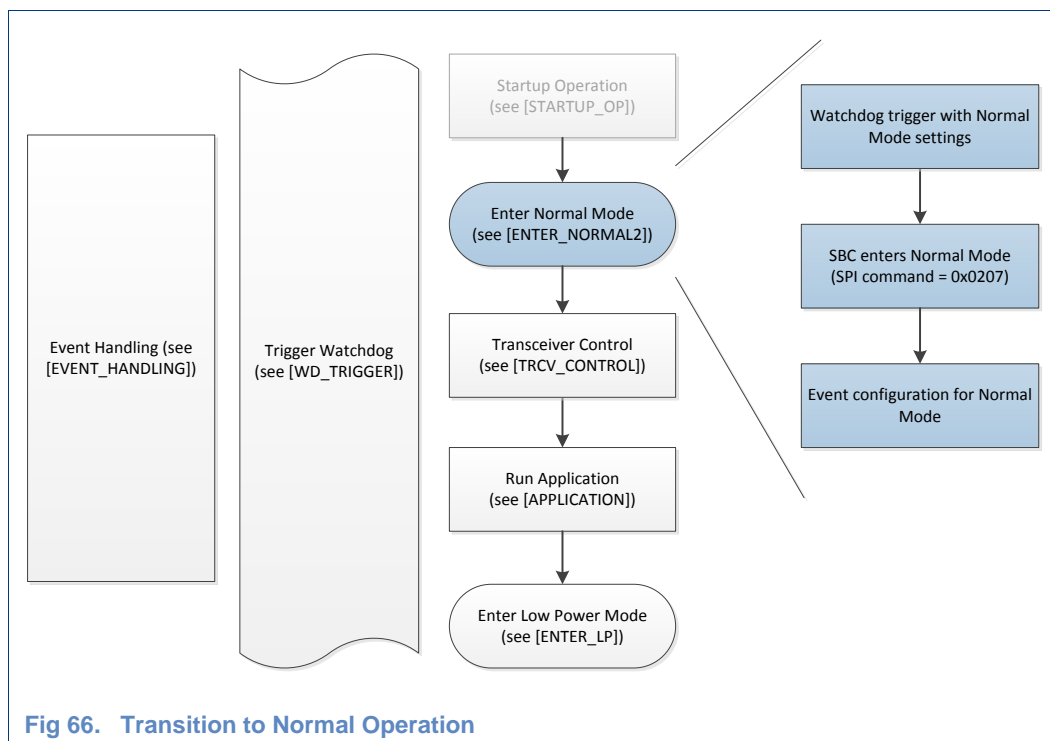 Startup Operation
(see [STARTUP_OP])
Enter Normal Mode
(see [ENTER_NORMAL2])
Transceiver Control
(see [TRCV_CONTROL])
Run Application
(see [APPLICATION])
Enter Low Power Mode
(see [ENTER_LP])
Event Handling (see
[EVENT_HANDLING])
Trigger Watchdog
(see [WD_TRIGGER])
Watchdog trigger with Normal
Mode settings
SBC enters Normal Mode
(SPI command = 0x0207)
Event configuration for Normal
Mode
Fig 66. Transition to Normal Operation